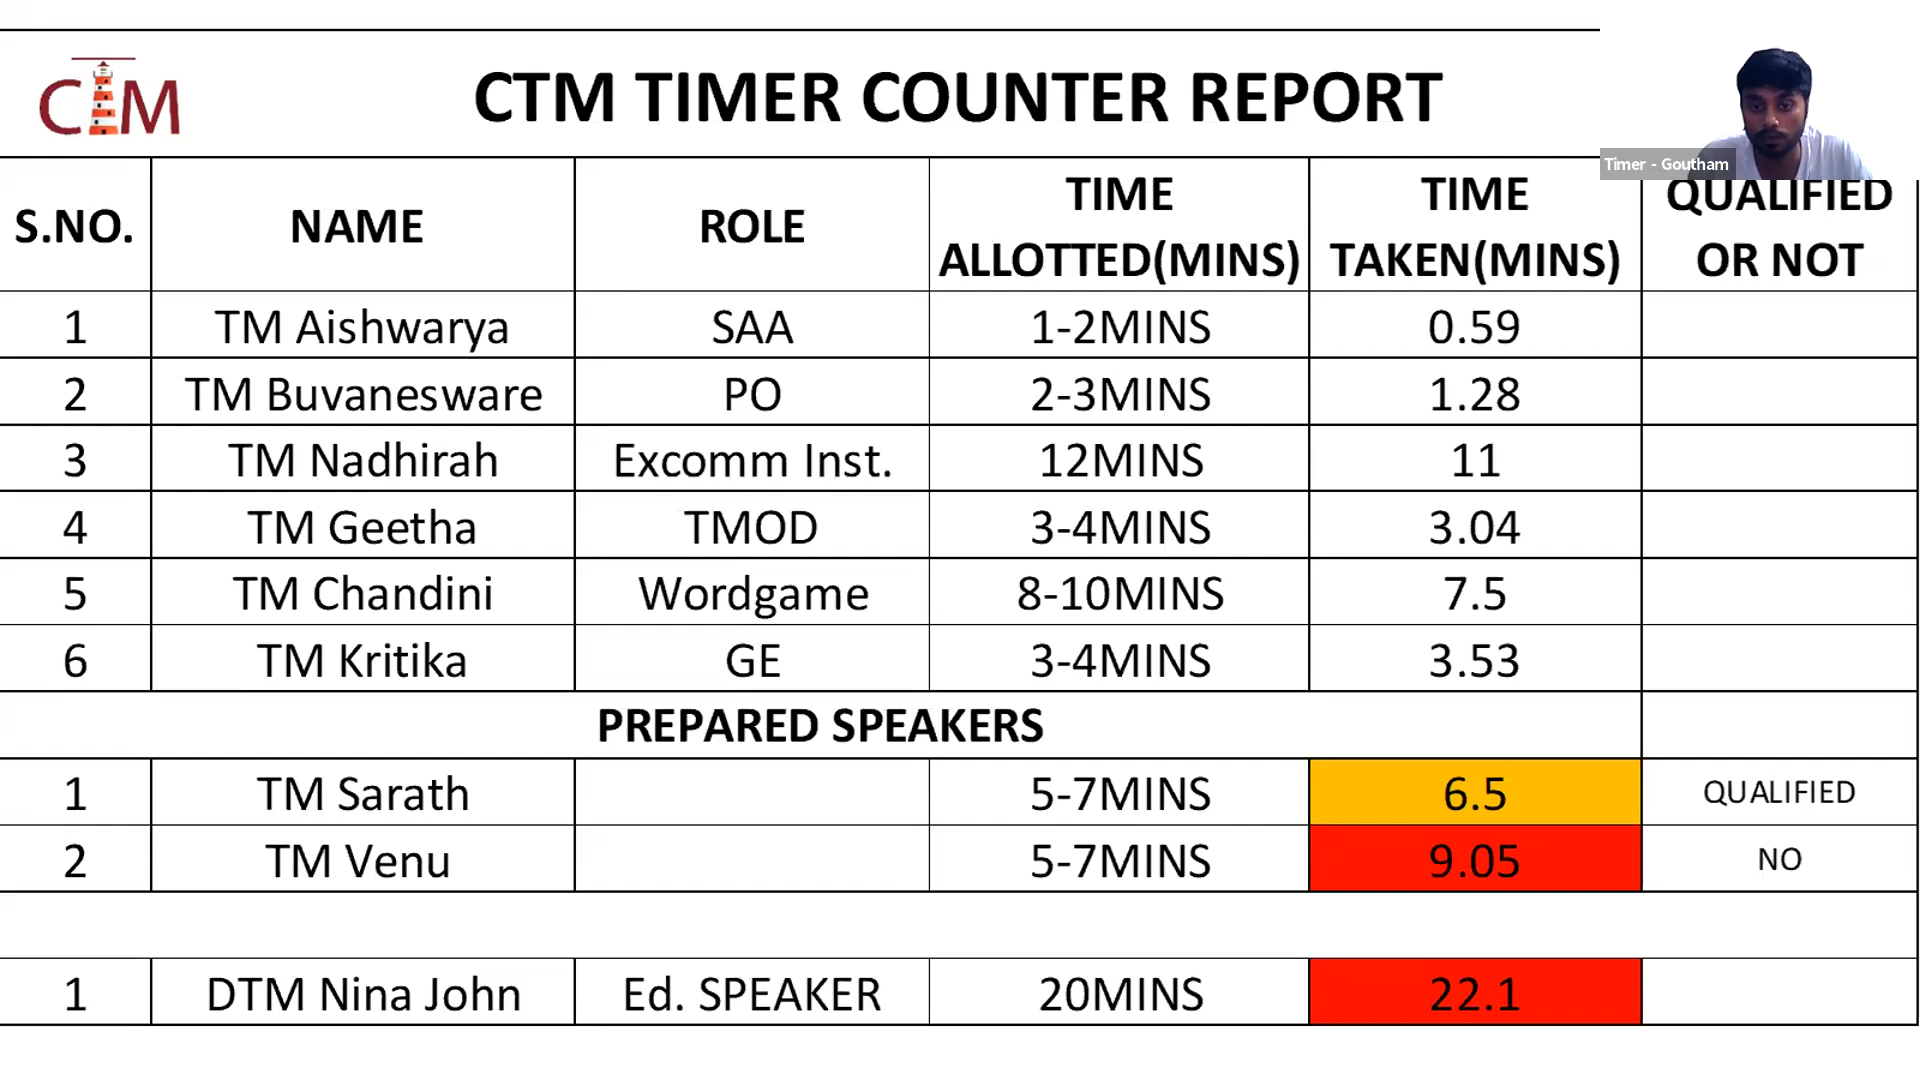 CTM
CTM TIMER COUNTER REPORT
Timer - Goutham
S.NO. NAME ROLE TIME ALLOTTED(MINS) TIME TAKEN(MINS) QUALIFIED OR NOT
1 TM Aishwarya SAA 1-2MINS 0.59
2 TM Buvanesware PO 2-3MINS 1.28
3 TM Nadhirah Excomm Inst. 12MINS 11
4 TM Geetha TMOD 3-4MINS 3.04
5 TM Chandini Wordgame 8-10MINS 7.5
6 TM Kritika GE 3-4MINS 3.53
PREPARED SPEAKERS
1 TM Sarath 5-7MINS 6.5 QUALIFIED
2 TM Venu 5-7MINS 9.05 NO
1 DTM Nina John Ed. SPEAKER 20MINS 22.1